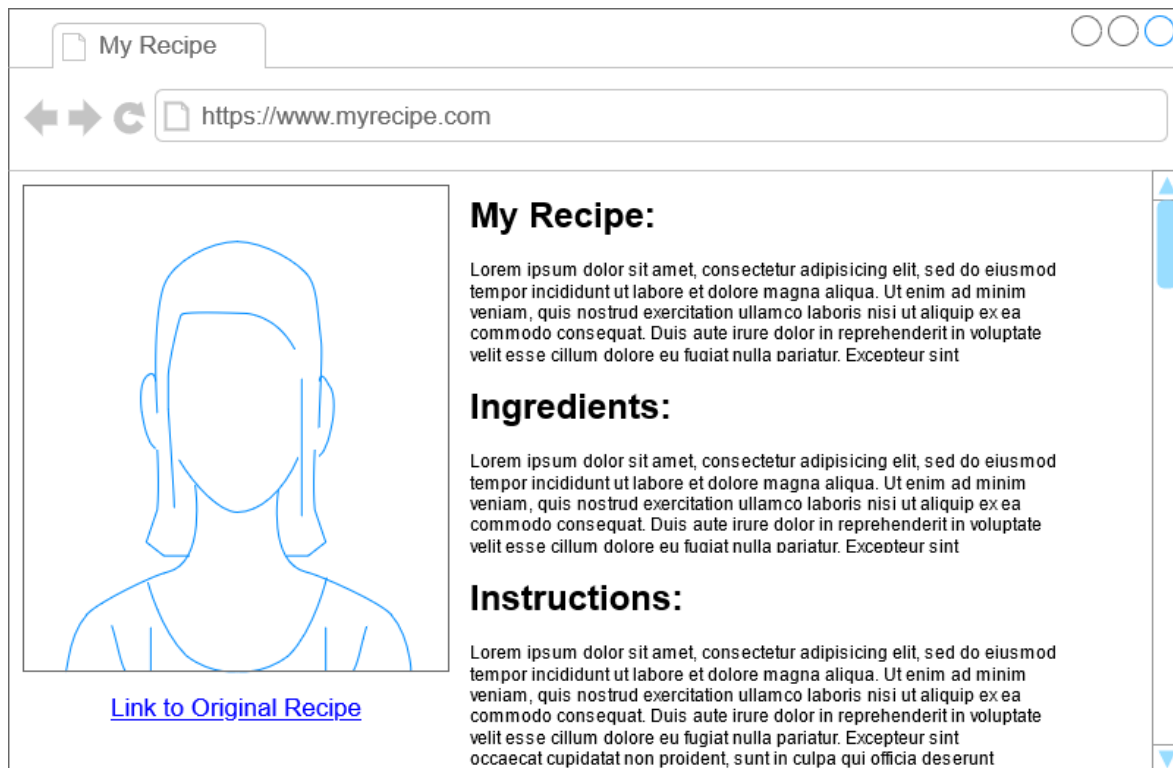 My Recipe
https://www.myrecipe.com
My Recipe:
Lorem ipsum dolor sit amet, consectetur adipisicing elit, sed do eiusmod
tempor incididunt ut labore et dolore magna aliqua. Ut enim ad minim
veniam, quis nostrud exercitation ullamco laboris nisi ut aliquip ex ea
commodo consequat. Duis aute irure dolor in reprehenderit in voluptate
velit esse cillum dolore eu fugiat nulla pariatur. Excepteur sint
Ingredients:
Lorem ipsum dolor sit amet, consectetur adipisicing elit, sed do eiusmod
tempor incididunt ut labore et dolore magna aliqua. Ut enim ad minim
veniam, quis nostrud exercitation ullamco laboris nisi ut aliquip ex ea
commodo consequat. Duis aute irure dolor in reprehenderit in voluptate
velit esse cillum dolore eu fugiat nulla pariatur. Excepteur sint
Instructions:
Lorem ipsum dolor sit amet, consectetur adipisicing elit, sed do eiusmod
tempor incididunt ut labore et dolore magna aliqua. Ut enim ad minim
veniam, quis nostrud exercitation ullamco laboris nisi ut aliquip ex ea
commodo consequat. Duis aute irure dolor in reprehenderit in voluptate
velit esse cillum dolore eu fugiat nulla pariatur. Excepteur sint
occaecat cupidatat non proident, sunt in culpa qui officia deserunt
Link to Original Recipe